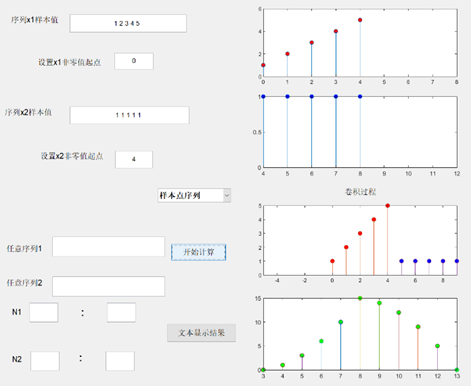 序列x1样本值
1 2 3 4 5
设置x1非零值起点
0
序列x2样本值
1 1 1 1 1
设置x2非零值起点
4
样本点序列
任意序列1
开始计算
任意序列2
N1
:
文本显示结果
N2
:
6
4
2
0
0 1 2 3 4 5 6 7 8
1
0.5
0
4 5 6 7 8 9 10 11 12
卷积过程
5
4
3
2
1
0
-4 -2 0 2 4 6 8
15
10
5
0
3 4 5 6 7 8 9 10 11 12 13